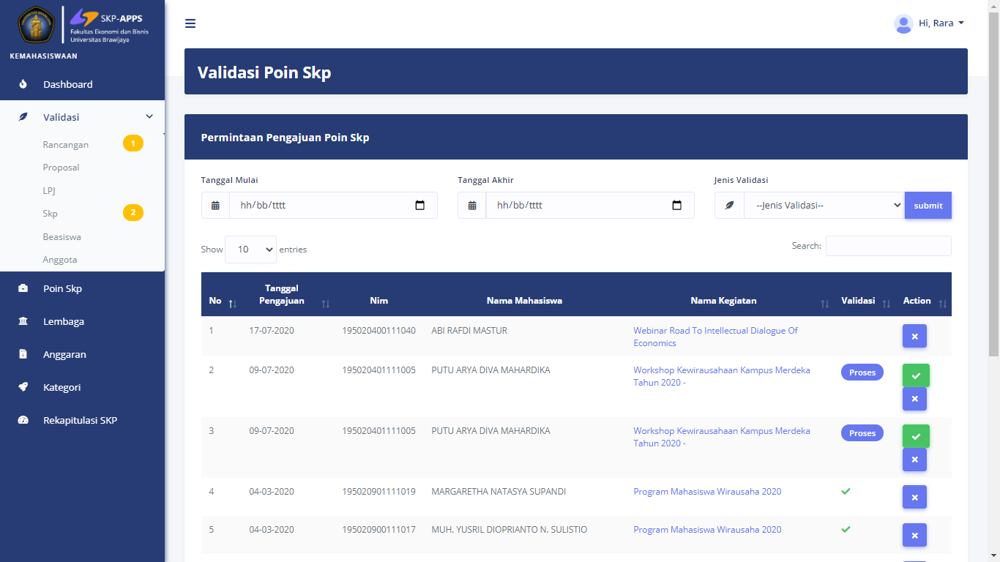 SKP-APPS
Fakultas Ekonomi dan Bisnis
Universitas Brawijaya
KEMAHASISWAAN
Dashboard
Validasi
Rancangan 1
Proposal
LPJ
Skp 2
Beasiswa
Anggota
Poin Skp
Lembaga
Anggaran
Kategori
Rekapitulasi SKP
Hi, Rara
Validasi Poin Skp
Permintaan Pengajuan Poin Skp
Tanggal Mulai Tanggal Akhir Jenis Validasi
hh/bb/tttt hh/bb/tttt --Jenis Validasi-- submit
Show 10 entries Search:
No Tanggal Pengajuan Nim Nama Mahasiswa Nama Kegiatan Validasi Action
1 17-07-2020 195020400111040 ABI RAFDI MASTUR Webinar Road To Intellectual Dialogue Of
Economics
2 09-07-2020 195020401111005 PUTU ARYA DIVA MAHARDIKA Workshop Kewirausahaan Kampus Merdeka Proses
Tahun 2020 -
3 09-07-2020 195020401111005 PUTU ARYA DIVA MAHARDIKA Workshop Kewirausahaan Kampus Merdeka Proses
Tahun 2020 -
4 04-03-2020 195020901111019 MARGARETHA NATASYA SUPANDI Program Mahasiswa Wirausaha 2020
5 04-03-2020 195020900111017 MUH. YUSRIL DIOPRIANTO N. SULISTIO Program Mahasiswa Wirausaha 2020